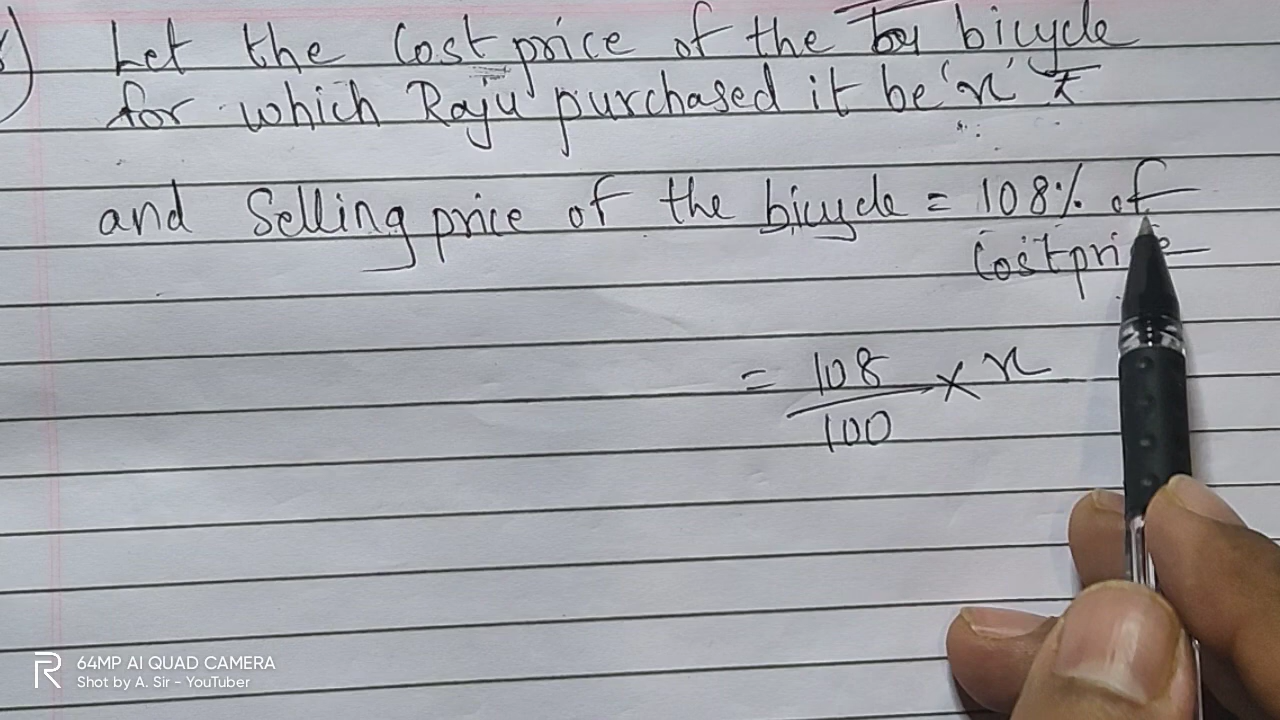 Let the Cost price of the by bicycle
for which Raju purchased it be 'x' ₹
and Selling price of the bicycle = 108% of
Cost price
= 108/100 × x
64MP AI QUAD CAMERA
Shot by A. Sir - YouTuber